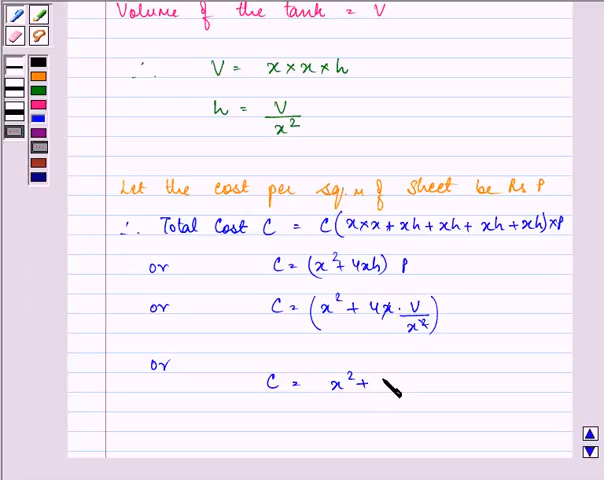 Volume of the tank = V
∴ V = x × x × h
h = V / x²
Let the cost per sq. m of sheet be Rs P
∴ Total Cost C = C(x×x + xh + xh + xh + xh) × P
or C = (x² + 4xh) P
or C = (x² + 4x · V / x²)
or
C = x² +